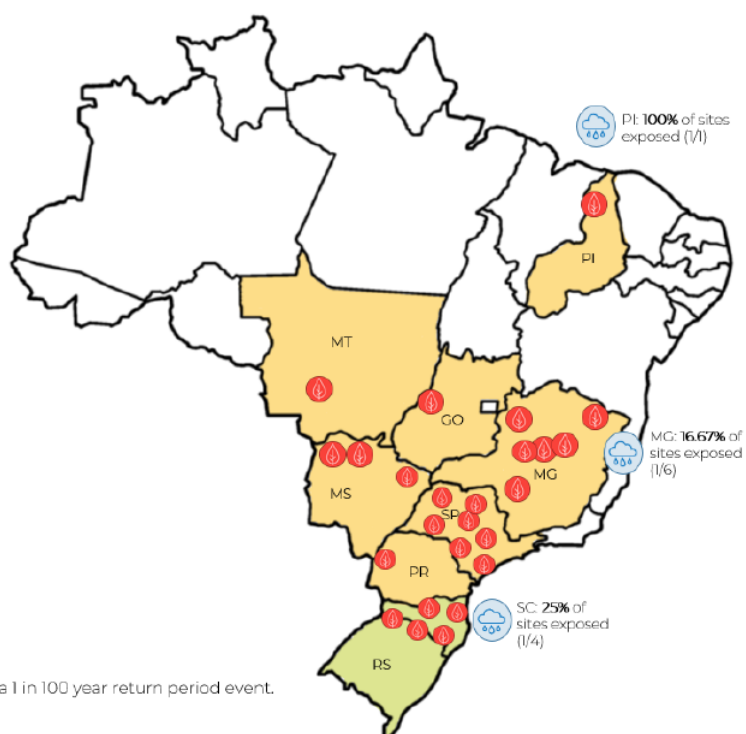 PI: 100% of sites
exposed (1/1)
PI
MT
GO
MG: 16.67% of
sites exposed
(1/6)
MG
MS
SP
PR
SC: 25% of
sites exposed
(1/4)
RS
a 1 in 100 year return period event.